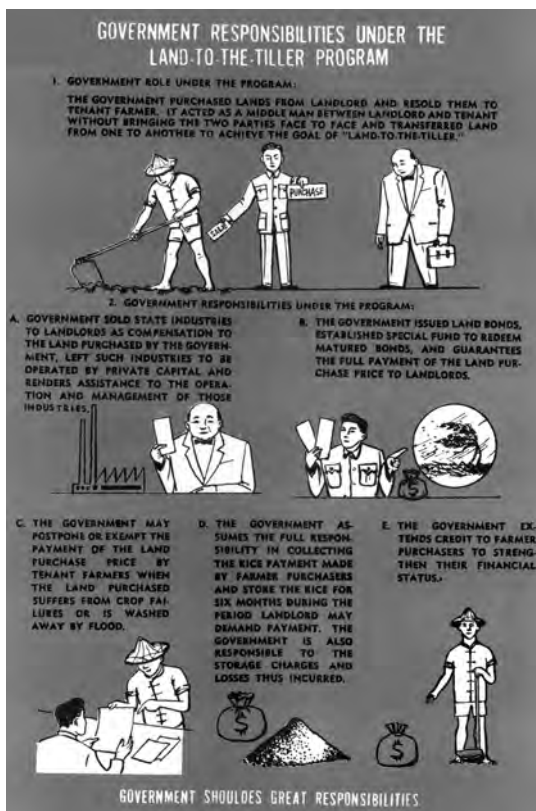 GOVERNMENT RESPONSIBILITIES UNDER THE
LAND-TO-THE-TILLER PROGRAM
1. GOVERNMENT ROLE UNDER THE PROGRAM:
THE GOVERNMENT PURCHASED LANDS FROM LANDLORD AND RESOLD THEM TO
TENANT FARMER. IT ACTED AS A MIDDLE MAN BETWEEN LANDLORD AND TENANT
WITHOUT BRINGING THE TWO PARTIES FACE TO FACE AND TRANSFERRED LAND
FROM ONE TO ANOTHER TO ACHIEVE THE GOAL OF "LAND-TO-THE-TILLER."
PURCHASE
2. GOVERNMENT RESPONSIBILITIES UNDER THE PROGRAM:
A. GOVERNMENT SOLD STATE INDUSTRIES
TO LANDLORDS AS COMPENSATION TO
THE LAND PURCHASED BY THE GOVERN-
MENT, LEFT SUCH INDUSTRIES TO BE
OPERATED BY PRIVATE CAPITAL AND
RENDERS ASSISTANCE TO THE OPERA-
TION AND MANAGEMENT OF THOSE
INDUSTRIES.
B. THE GOVERNMENT ISSUED LAND BONDS,
ESTABLISHED SPECIAL FUND TO REDEEM
MATURED BONDS, AND GUARANTEES
THE FULL PAYMENT OF THE LAND PUR-
CHASE PRICE TO LANDLORDS.
$
C. THE GOVERNMENT MAY
POSTPONE OR EXEMPT THE
PAYMENT OF THE LAND
PURCHASE PRICE BY
TENANT FARMERS WHEN
THE LAND PURCHASED
SUFFERS FROM CROP FAI-
LURES OR IS WASHED
AWAY BY FLOOD.
D. THE GOVERNMENT AS-
SUMES THE FULL RESPON-
SIBILITY IN COLLECTING
THE RICE PAYMENT MADE
BY FARMER PURCHASERS
AND STORE THE RICE FOR
SIX MONTHS DURING THE
PERIOD LANDLORD MAY
DEMAND PAYMENT. THE
GOVERNMENT IS ALSO
RESPONSIBLE TO THE
STORAGE CHARGES AND
LOSSES THUS INCURRED.
$
E. THE GOVERNMENT EX-
TENDS CREDIT TO FARMER
PURCHASERS TO STRENG-
THEN THEIR FINANCIAL
STATUS.
$
GOVERNMENT SHOULDES GREAT RESPONSIBILITIES